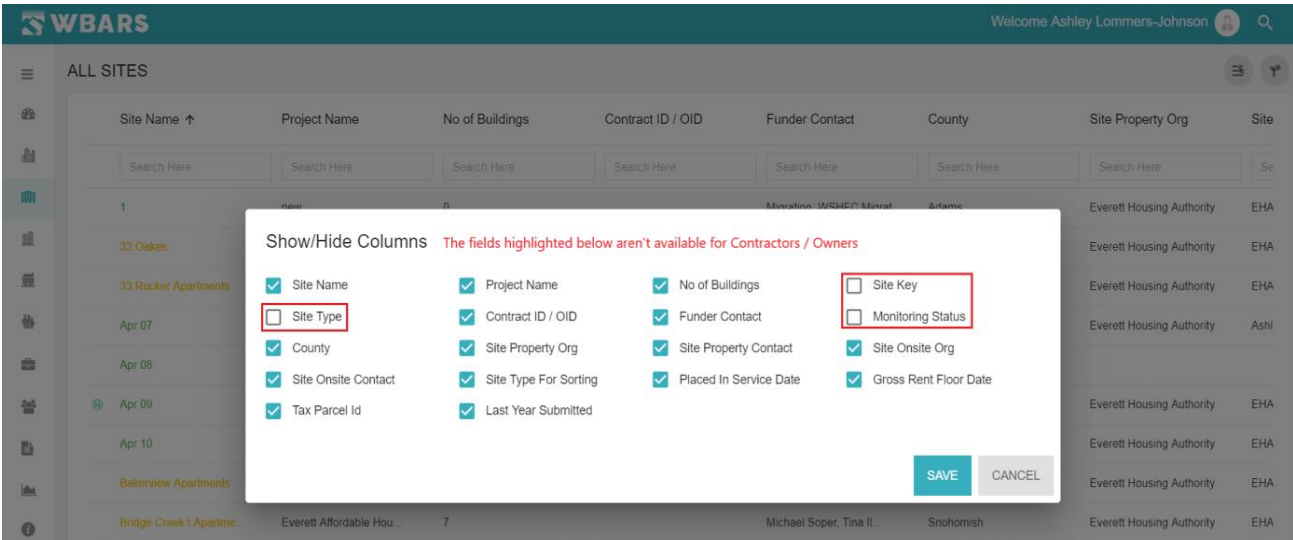 WBARS
Welcome Ashley Lommers-Johnson
ALL SITES
Site Name Project Name No of Buildings Contract ID / OID Funder Contact County Site Property Org Site
Search Here Search Here Search Here Search Here Search Here Search Here Search Here Se
1 new 0 Migration, WSHFC Migrat Adams Everett Housing Authority EHA
33 Oakes Everett Housing Authority EHA
33 Rucker Apartments Everett Housing Authority EHA
Apr 07 Everett Housing Authority Ashl
Apr 08
H Apr 09 Everett Housing Authority EHA
Apr 10 Everett Housing Authority EHA
Bakerview Apartments Everett Housing Authority EHA
Bridge Creek I Apartme... Everett Affordable Hou... 7 Michael Soper, Tina Il... Snohomish Everett Housing Authority EHA
Show/Hide Columns The fields highlighted below aren't available for Contractors / Owners
Site Name Project Name No of Buildings Site Key
Site Type Contract ID / OID Funder Contact Monitoring Status
County Site Property Org Site Property Contact Site Onsite Org
Site Onsite Contact Site Type For Sorting Placed In Service Date Gross Rent Floor Date
Tax Parcel Id Last Year Submitted
SAVE CANCEL